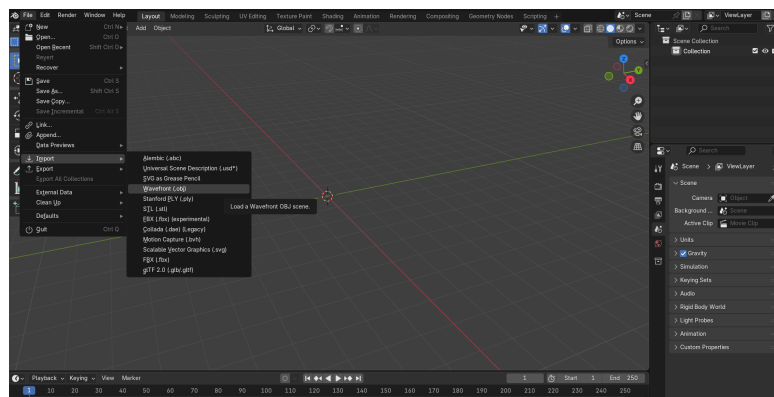 File Edit Render Window Help Layout Modeling Sculpting UV Editing Texture Paint Shading Animation Rendering Compositing Geometry Nodes Scripting + Scene ViewLayer
New Ctrl N
Open... Ctrl O
Open Recent Shift Ctrl O
Revert
Recover
Save Ctrl S
Save As... Shift Ctrl S
Save Copy...
Save Incremental Ctrl Alt S
Link...
Append...
Data Previews
Import
Export
Export All Collections
External Data
Clean Up
Defaults
Quit Ctrl Q
Alembic (.abc)
Universal Scene Description (.usd*)
SVG as Grease Pencil
Wavefront (.obj)
Stanford PLY (.ply)
STL (.stl)
FBX (.fbx) (experimental)
Collada (.dae) (Legacy)
Motion Capture (.bvh)
Scalable Vector Graphics (.svg)
FBX (.fbx)
glTF 2.0 (.glb/.gltf)
Load a Wavefront OBJ scene.
Add Object Global
Options
Z
Y
X
Search
Scene Collection
Collection
Search
Scene ViewLayer
Scene
Camera Object
Background ... Scene
Active Clip Movie Clip
Units
Gravity
Simulation
Keying Sets
Audio
Rigid Body World
Light Probes
Animation
Custom Properties
Playback Keying View Marker 1 Start 1 End 250
1 10 20 30 40 50 60 70 80 90 100 110 120 130 140 150 160 170 180 190 200 210 220 230 240 250